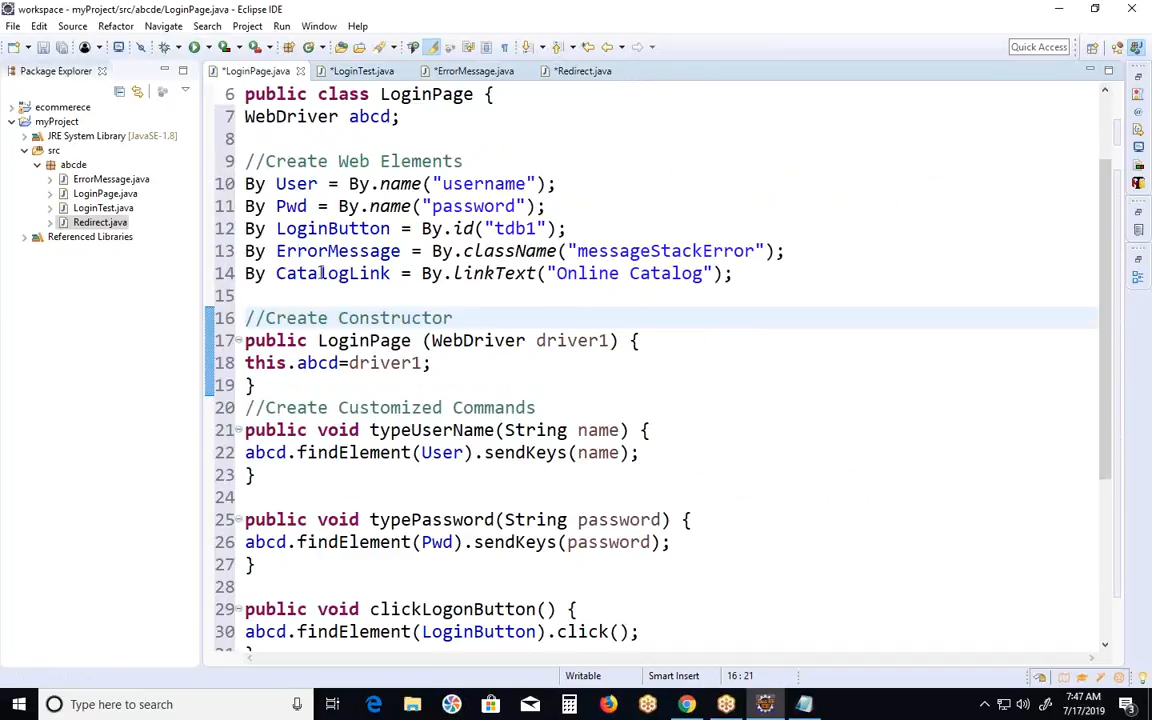 workspace - myProject/src/abcde/LoginPage.java - Eclipse IDE
File Edit Source Refactor Navigate Search Project Run Window Help
Quick Access
Package Explorer
ecommerece
myProject
JRE System Library [JavaSE-1.8]
src
abcde
ErrorMessage.java
LoginPage.java
LoginTest.java
Redirect.java
Referenced Libraries
*LoginPage.java *LoginTest.java *ErrorMessage.java *Redirect.java
6 public class LoginPage {
7 WebDriver abcd;
8
9 //Create Web Elements
10 By User = By.name("username");
11 By Pwd = By.name("password");
12 By LoginButton = By.id("tdb1");
13 By ErrorMessage = By.className("messageStackError");
14 By CatalogLink = By.linkText("Online Catalog");
15
16 //Create Constructor
17 public LoginPage (WebDriver driver1) {
18 this.abcd=driver1;
19 }
20 //Create Customized Commands
21 public void typeUserName(String name) {
22 abcd.findElement(User).sendKeys(name);
23 }
24
25 public void typePassword(String password) {
26 abcd.findElement(Pwd).sendKeys(password);
27 }
28
29 public void clickLogonButton() {
30 abcd.findElement(LoginButton).click();
Writable Smart Insert 16 : 21
Type here to search
7:47 AM
7/17/2019
3